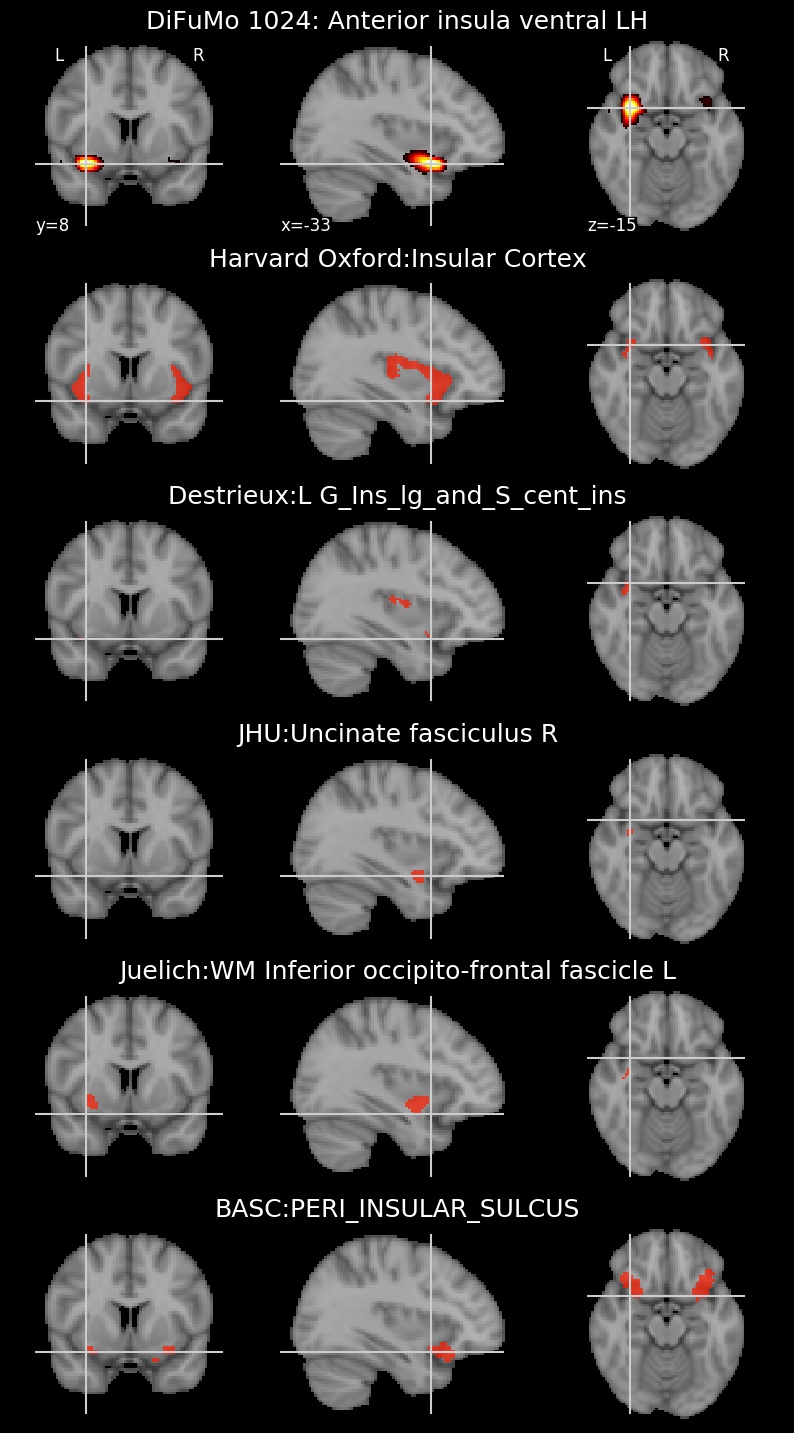 DiFuMo 1024: Anterior insula ventral LH
L R L R
y=8 x=-33 z=-15
Harvard Oxford:Insular Cortex
Destrieux:L G_Ins_lg_and_S_cent_ins
JHU:Uncinate fasciculus R
Juelich:WM Inferior occipito-frontal fascicle L
BASC:PERI_INSULAR_SULCUS